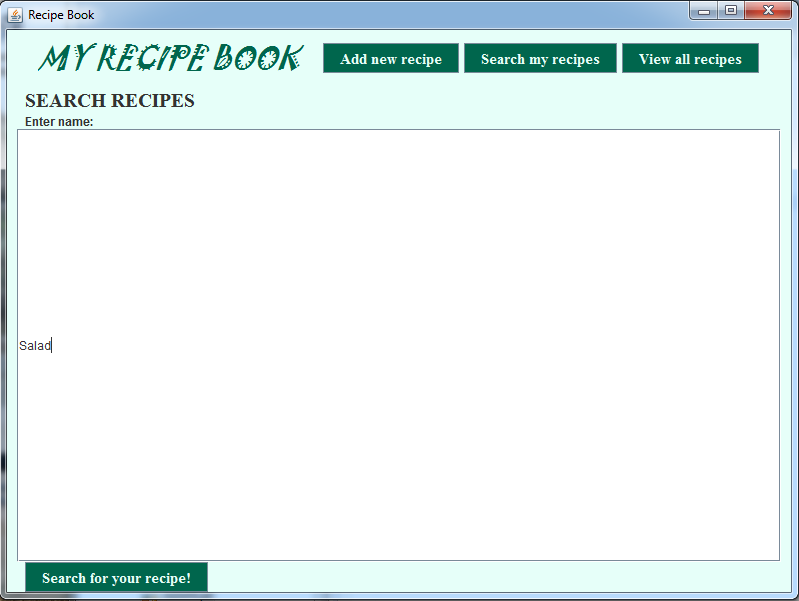 Recipe Book
MY RECIPE BOOK
Add new recipe
Search my recipes
View all recipes
SEARCH RECIPES
Enter name:
Salad
Search for your recipe!